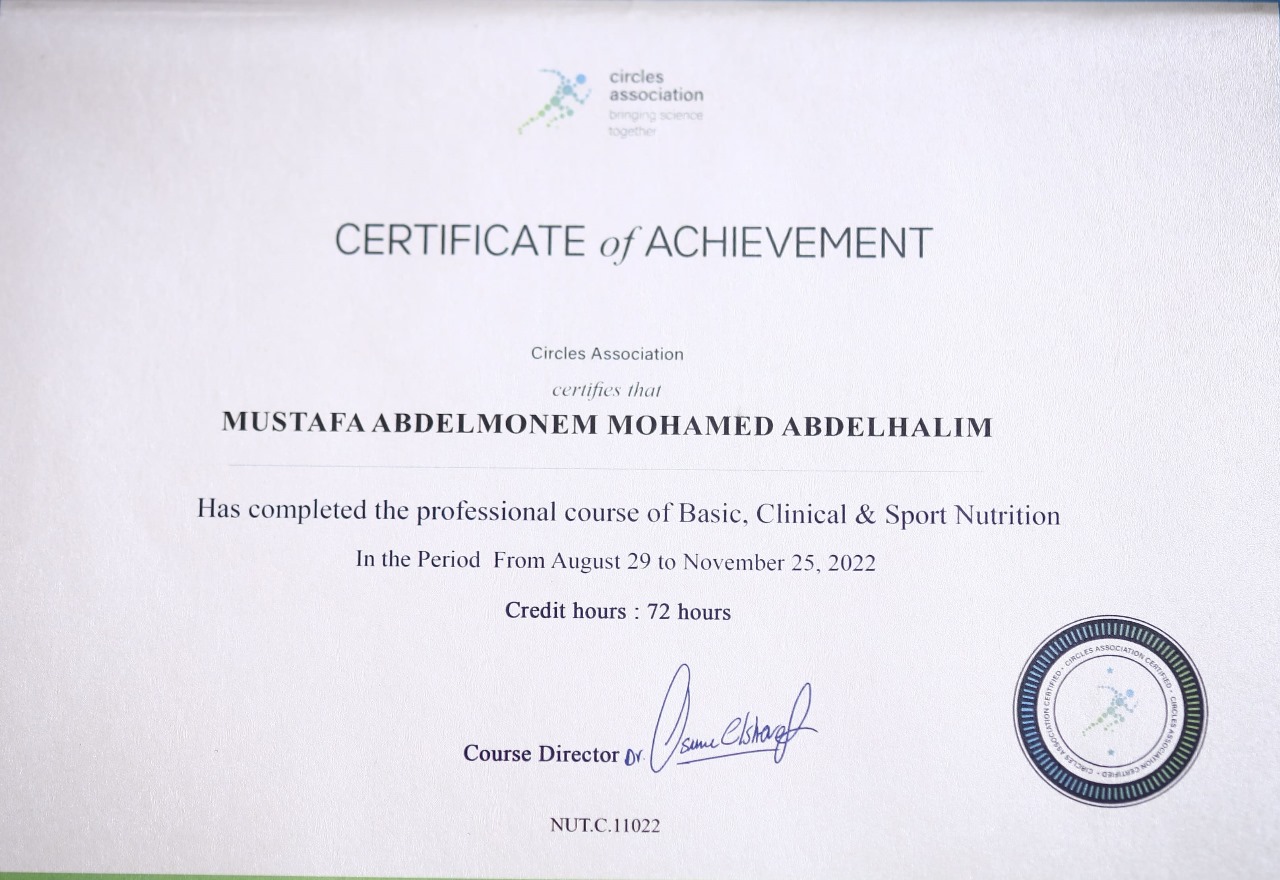 circles
association
bringing science
together
CERTIFICATE of ACHIEVEMENT
Circles Association
certifies that
MUSTAFA ABDELMONEM MOHAMED ABDELHALIM
Has completed the professional course of Basic, Clinical & Sport Nutrition
In the Period From August 29 to November 25, 2022
Credit hours : 72 hours
Course Director Dr.
NUT.C.11022
CIRCLES ASSOCIATION CERTIFIED · CIRCLES ASSOCIATION CERTIFIED · CIRCLES ASSOCIATION CERTIFIED ·